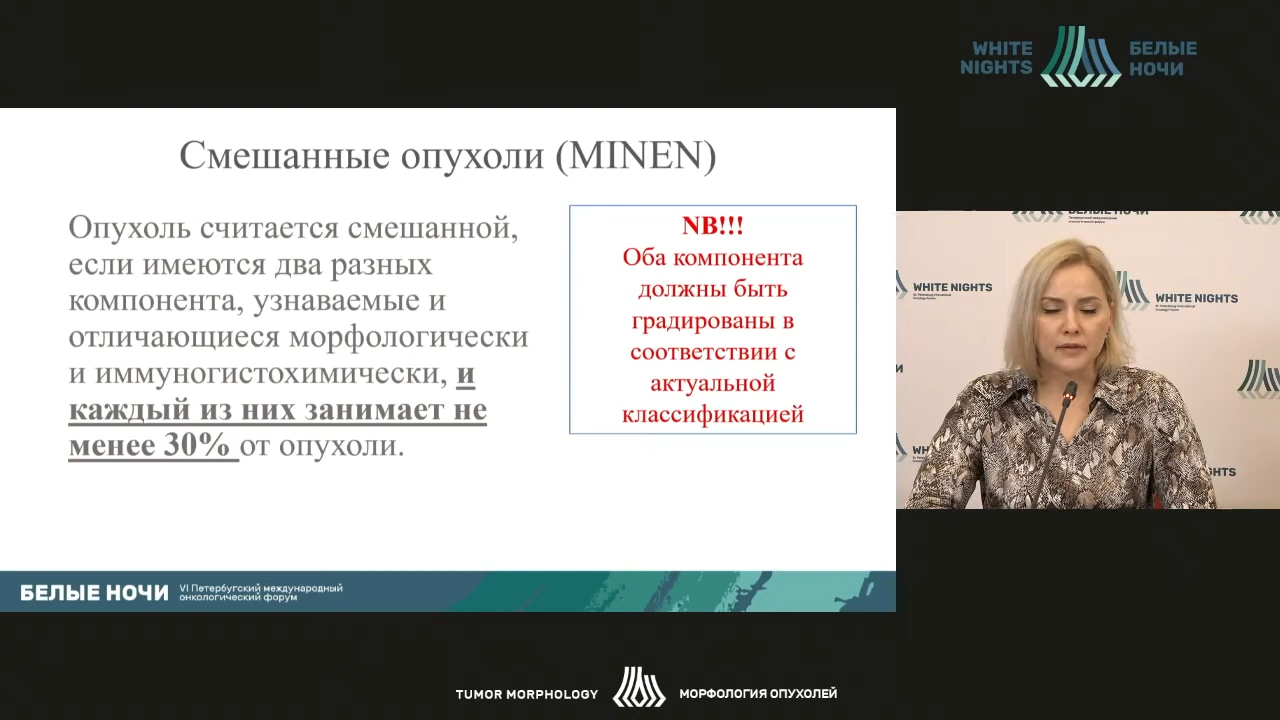 WHITE
NIGHTS
БЕЛЫЕ
НОЧИ
Смешанные опухоли (MINEN)
Опухоль считается смешанной,
если имеются два разных
компонента, узнаваемые и
отличающиеся морфологически
и иммуногистохимически, и
каждый из них занимает не
менее 30% от опухоли.
NB!!!
Оба компонента
должны быть
градированы в
соответствии с
актуальной
классификацией
БЕЛЫЕ НОЧИ
WHITE NIGHTS
WHITE NIGHTS
БЕЛЫЕ НОЧИ
VI Петербугский международный
онкологический форум
TUMOR MORPHOLOGY
МОРФОЛОГИЯ ОПУХОЛЕЙ